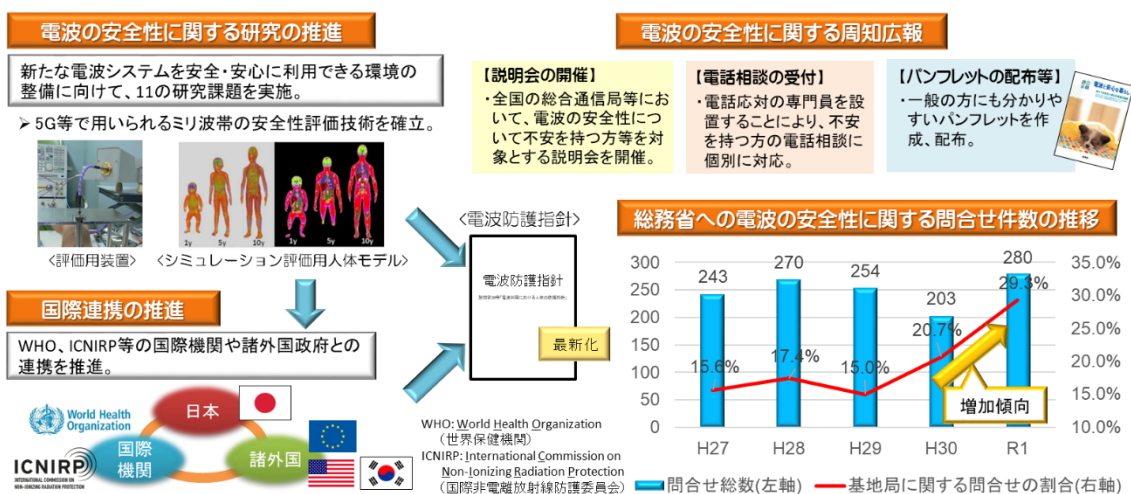 電波の安全性に関する研究の推進
新たな電波システムを安全・安心に利用できる環境の
整備に向けて、11の研究課題を実施。
➢ 5G等で用いられるミリ波帯の安全性評価技術を確立。
1y
5y
10y
1y
5y
10y
<評価用装置>
<シミュレーション評価用人体モデル>
国際連携の推進
WHO、ICNIRP等の国際機関や諸外国政府との
連携を推進。
World Health
Organization
日本
国際
機関
諸外国
ICNIRP
INTERNATIONAL COMMISSION ON
NON-IONIZING RADIATION PROTECTION
<電波防護指針>
電波防護指針
最新化
WHO: World Health Organization
（世界保健機関）
ICNIRP: International Commission on
Non-Ionizing Radiation Protection
（国際非電離放射線防護委員会）
電波の安全性に関する周知広報
【説明会の開催】
・全国の総合通信局等にお
いて、電波の安全性につ
いて不安を持つ方等を対
象とする説明会を開催。
【電話相談の受付】
・電話応対の専門員を設
置することにより、不安
を持つ方の電話相談に
個別に対応。
【パンフレットの配布等】
・一般の方にも分かりや
すいパンフレットを作
成、配布。
総務省への電波の安全性に関する問合せ件数の推移
300
250
200
150
100
50
0
35.0%
30.0%
25.0%
20.0%
15.0%
10.0%
243
270
254
203
280
15.6%
17.4%
15.0%
20.7%
29.3%
増加傾向
H27
H28
H29
H30
R1
問合せ総数(左軸)
基地局に関する問合せの割合(右軸)